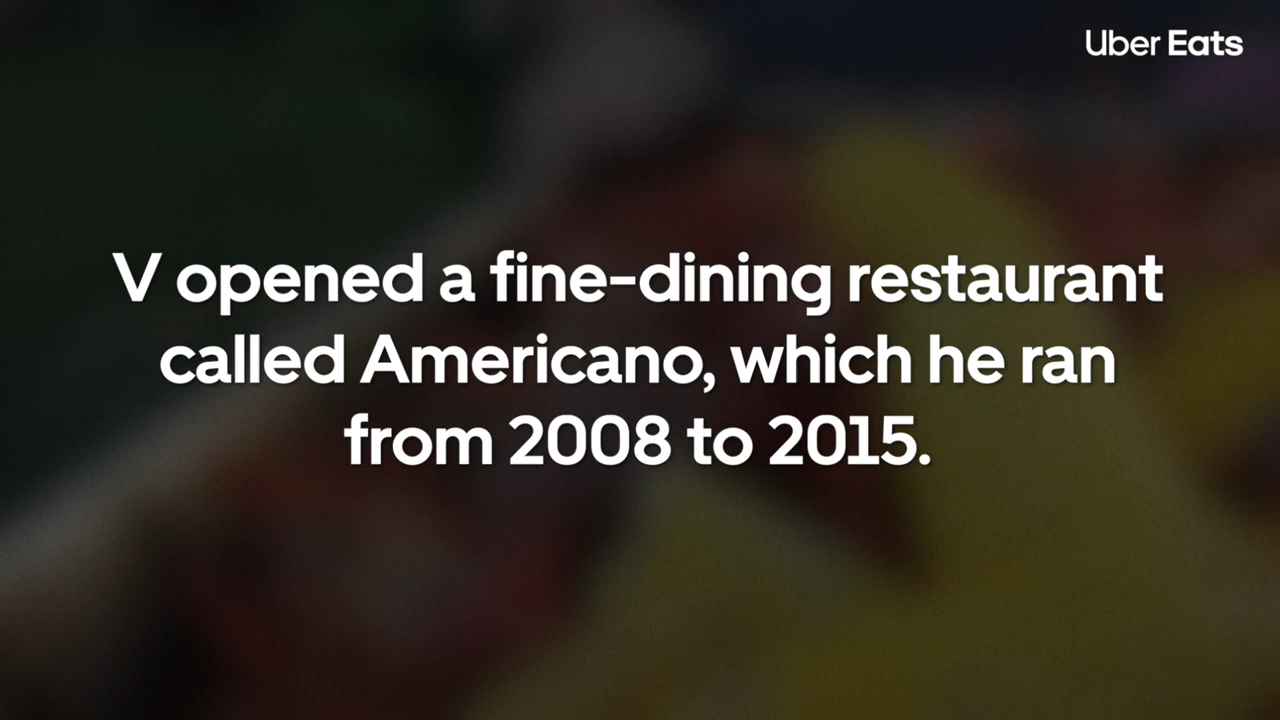 Uber Eats
V opened a fine-dining restaurant
called Americano, which he ran
from 2008 to 2015.